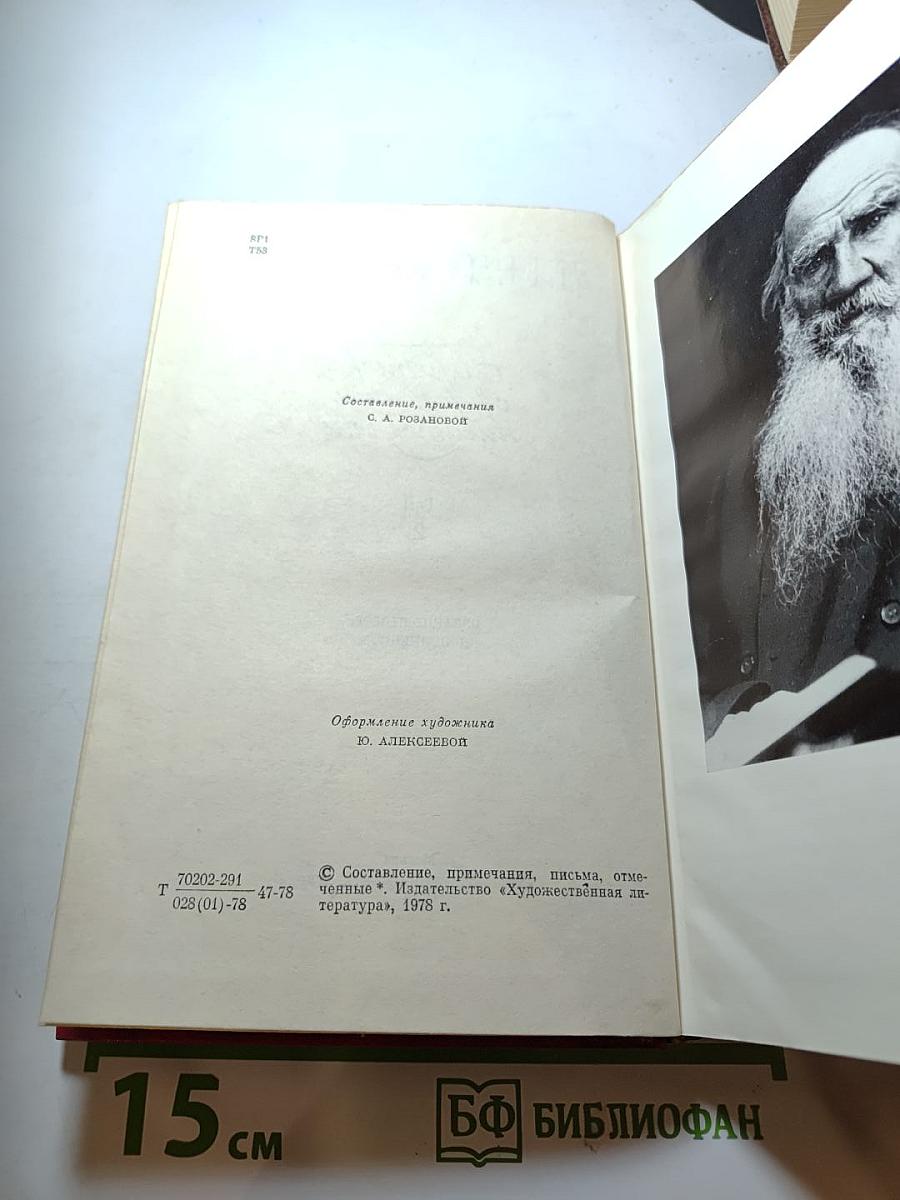 8Р1
Т53
Составление, примечания
С. А. РОЗАНОВОЙ
Оформление художника
Ю. АЛЕКСЕЕВОЙ
Т 70202-291 47-78
028(01)-78
© Составление, примечания, письма, отме-
ченные *. Издательство «Художественная ли-
тература», 1978 г.
15 см
БФ БИБЛИОФАН